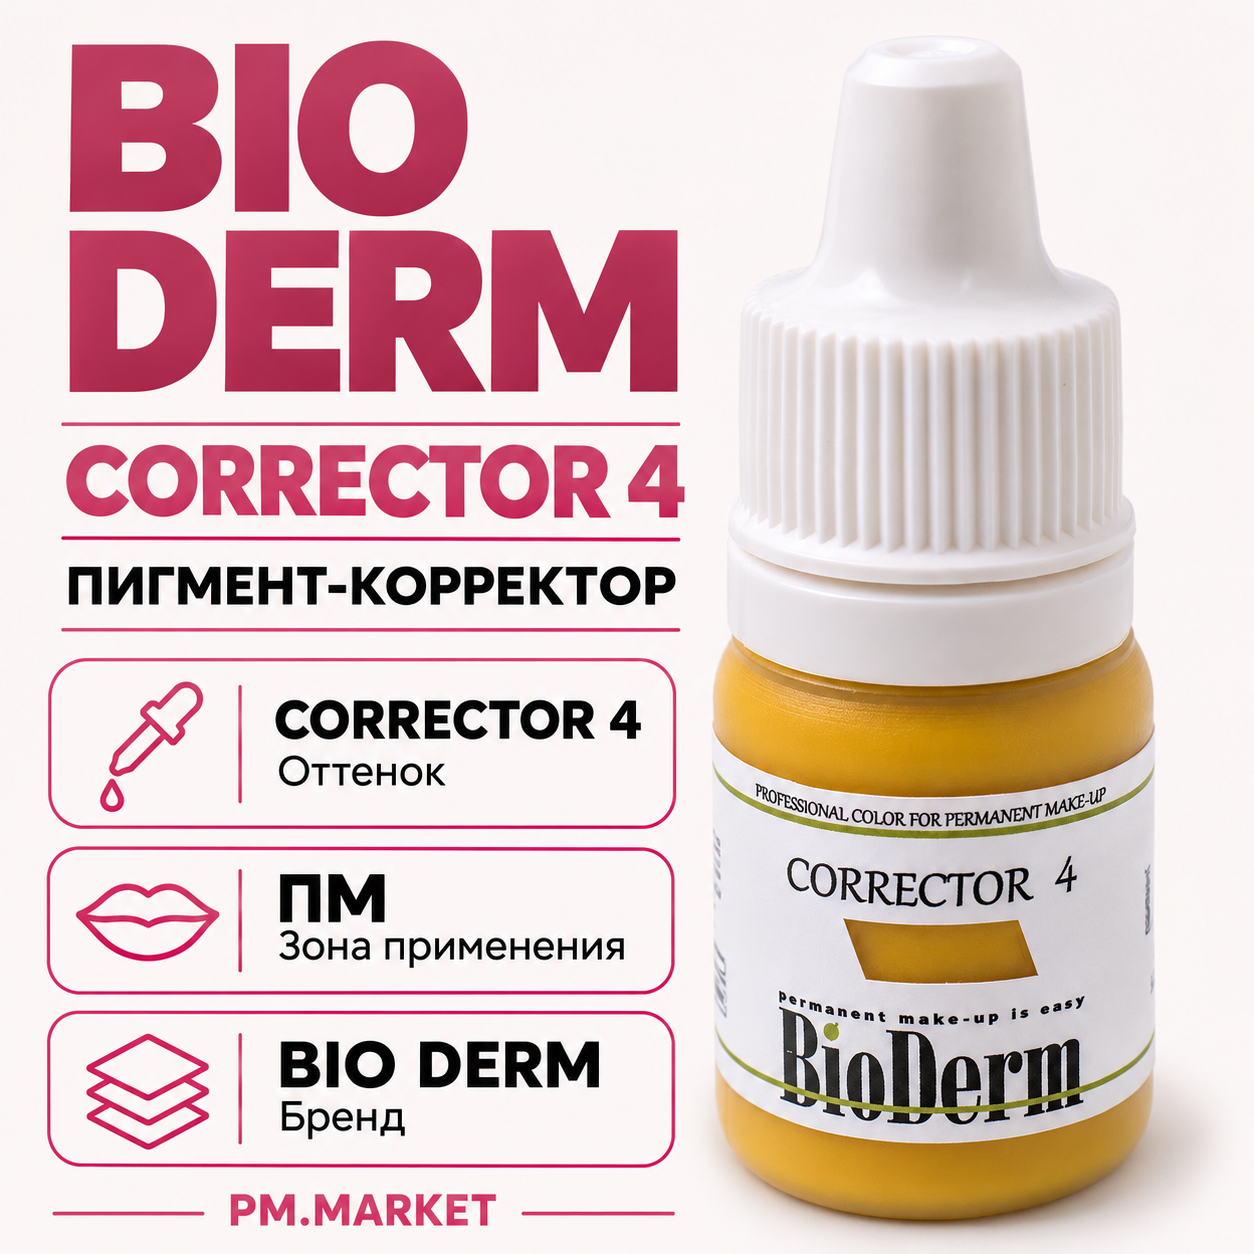 BIO
DERM
CORRECTOR 4
ПИГМЕНТ-КОРРЕКТОР
CORRECTOR 4
Оттенок
ПМ
Зона применения
BIO DERM
Бренд
PM.MARKET
PROFESSIONAL COLOR FOR PERMANENT MAKE-UP
CORRECTOR 4
permanent make-up is easy
BioDerm